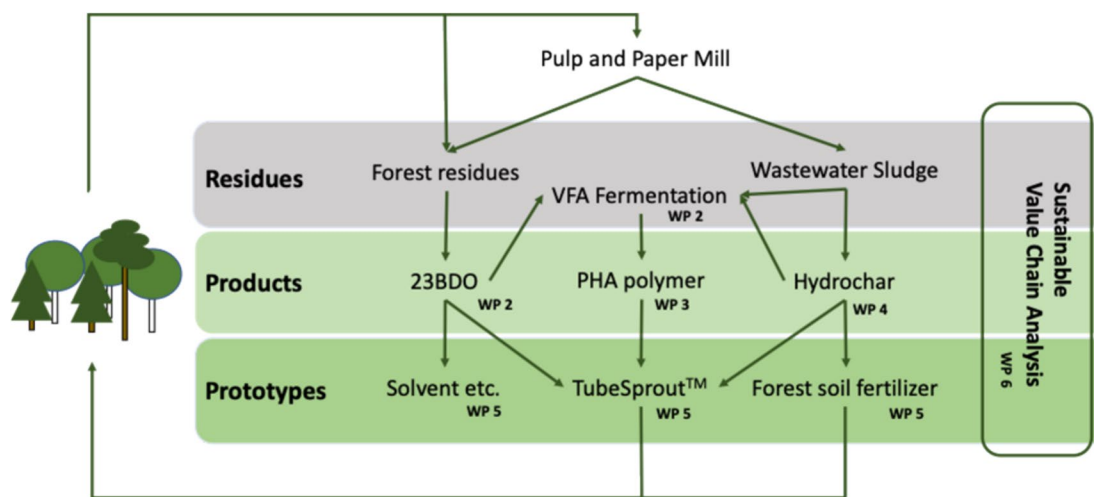 Pulp and Paper Mill
Residues
Forest residues
Wastewater Sludge
VFA Fermentation
WP 2
Products
23BDO
WP 2
PHA polymer
WP 3
Hydrochar
WP 4
Prototypes
Solvent etc.
WP 5
TubeSprout™
WP 5
Forest soil fertilizer
WP 5
Sustainable
Value Chain Analysis
WP 6